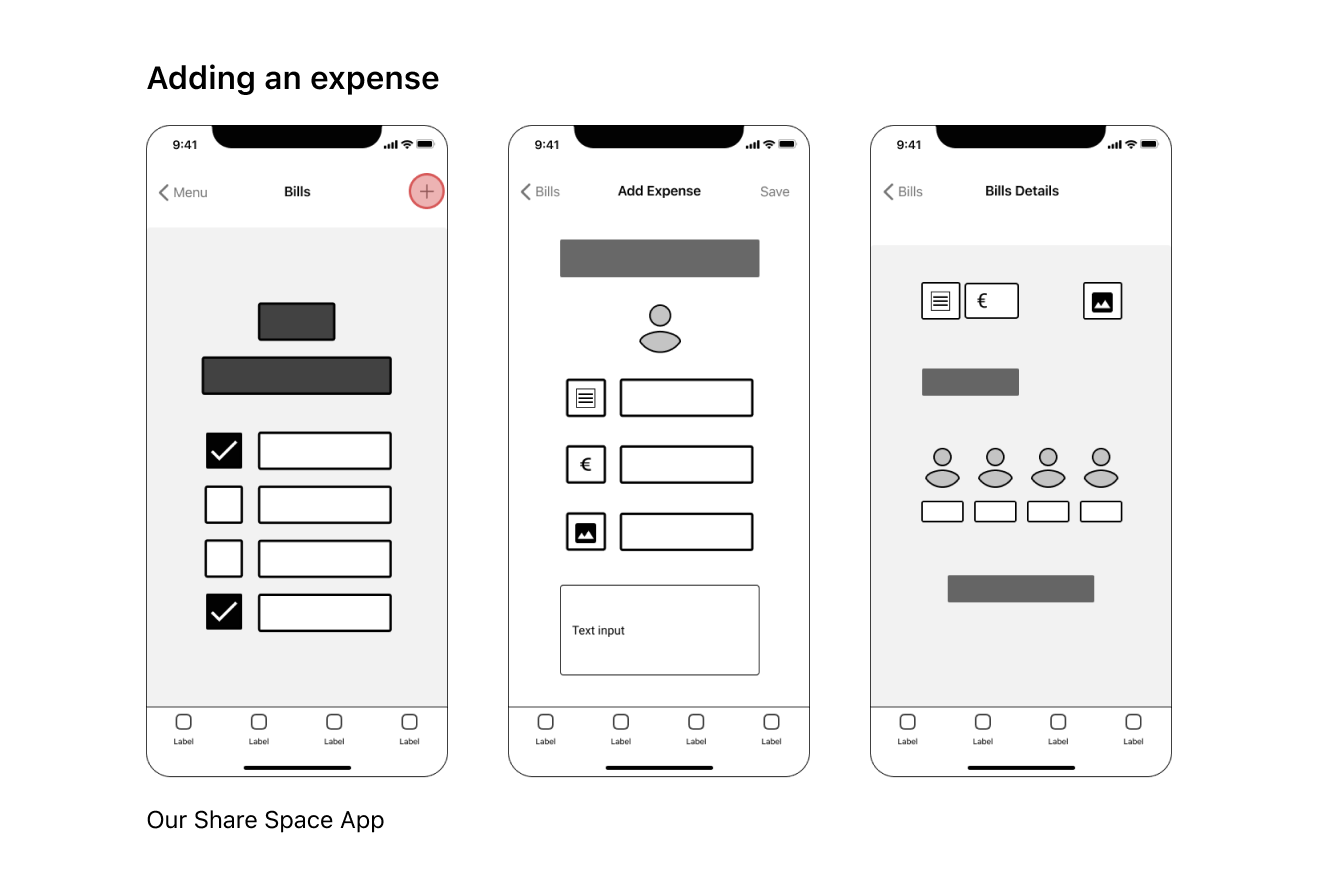 Adding an expense
9:41
Menu
Bills
+
Label Label Label Label
9:41
Bills
Add Expense
Save
€
Text input
Label Label Label Label
9:41
Bills
Bills Details
€
Label Label Label Label
Our Share Space App